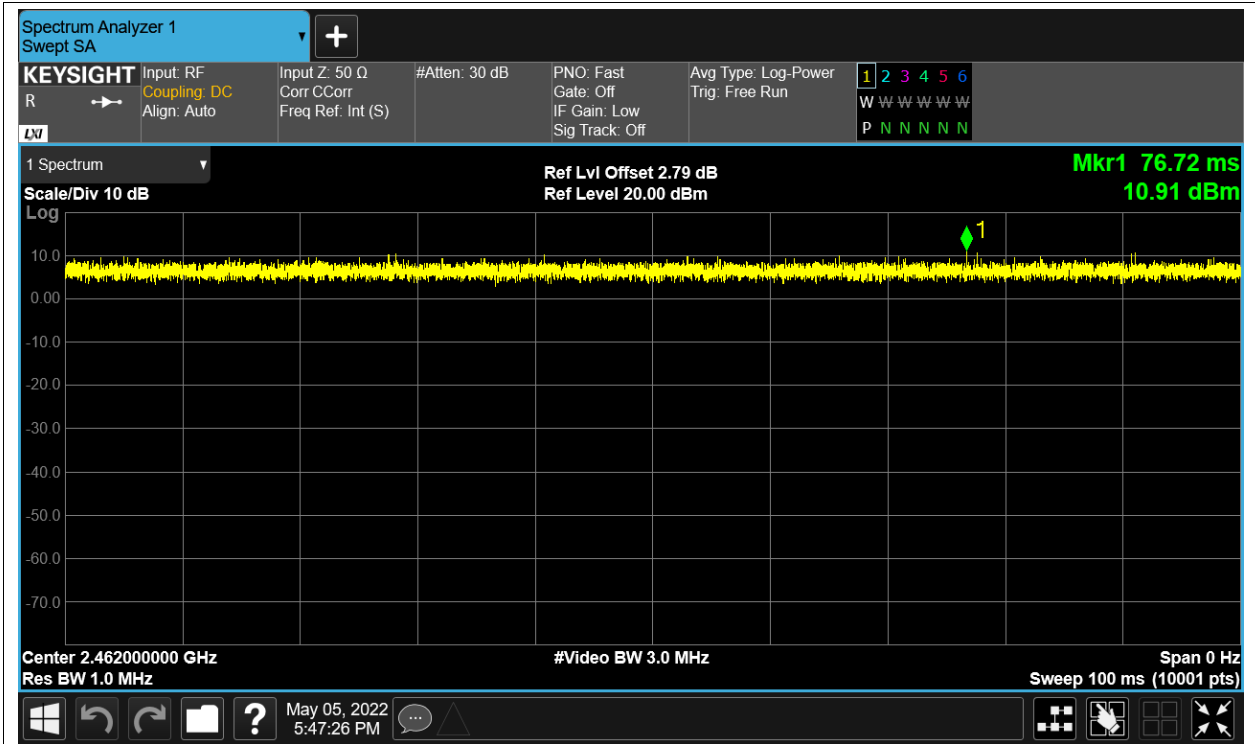 Spectrum Analyzer 1
Swept SA
KEYSIGHT
R
LXI
Input: RF
Coupling: DC
Align: Auto
Input Z: 50 Ω
Corr CCorr
Freq Ref: Int (S)
#Atten: 30 dB
PNO: Fast
Gate: Off
IF Gain: Low
Sig Track: Off
Avg Type: Log-Power
Trig: Free Run
1 2 3 4 5 6
W W W W W W
P N N N N N
1 Spectrum
Scale/Div 10 dB
Ref Lvl Offset 2.79 dB
Ref Level 20.00 dBm
Mkr1 76.72 ms
10.91 dBm
Log
1
10.0
0.00
-10.0
-20.0
-30.0
-40.0
-50.0
-60.0
-70.0
Center 2.462000000 GHz
#Video BW 3.0 MHz
Span 0 Hz
Res BW 1.0 MHz
Sweep 100 ms (10001 pts)
?
May 05, 2022
5:47:26 PM